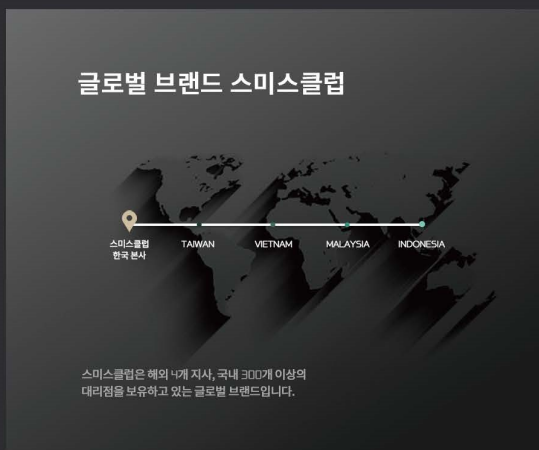 글로벌 브랜드 스미스클럽
스미스클럽
한국 본사
TAIWAN
VIETNAM
MALAYSIA
INDONESIA
스미스클럽은 해외 4개 지사, 국내 300개 이상의
대리점을 보유하고 있는 글로벌 브랜드입니다.